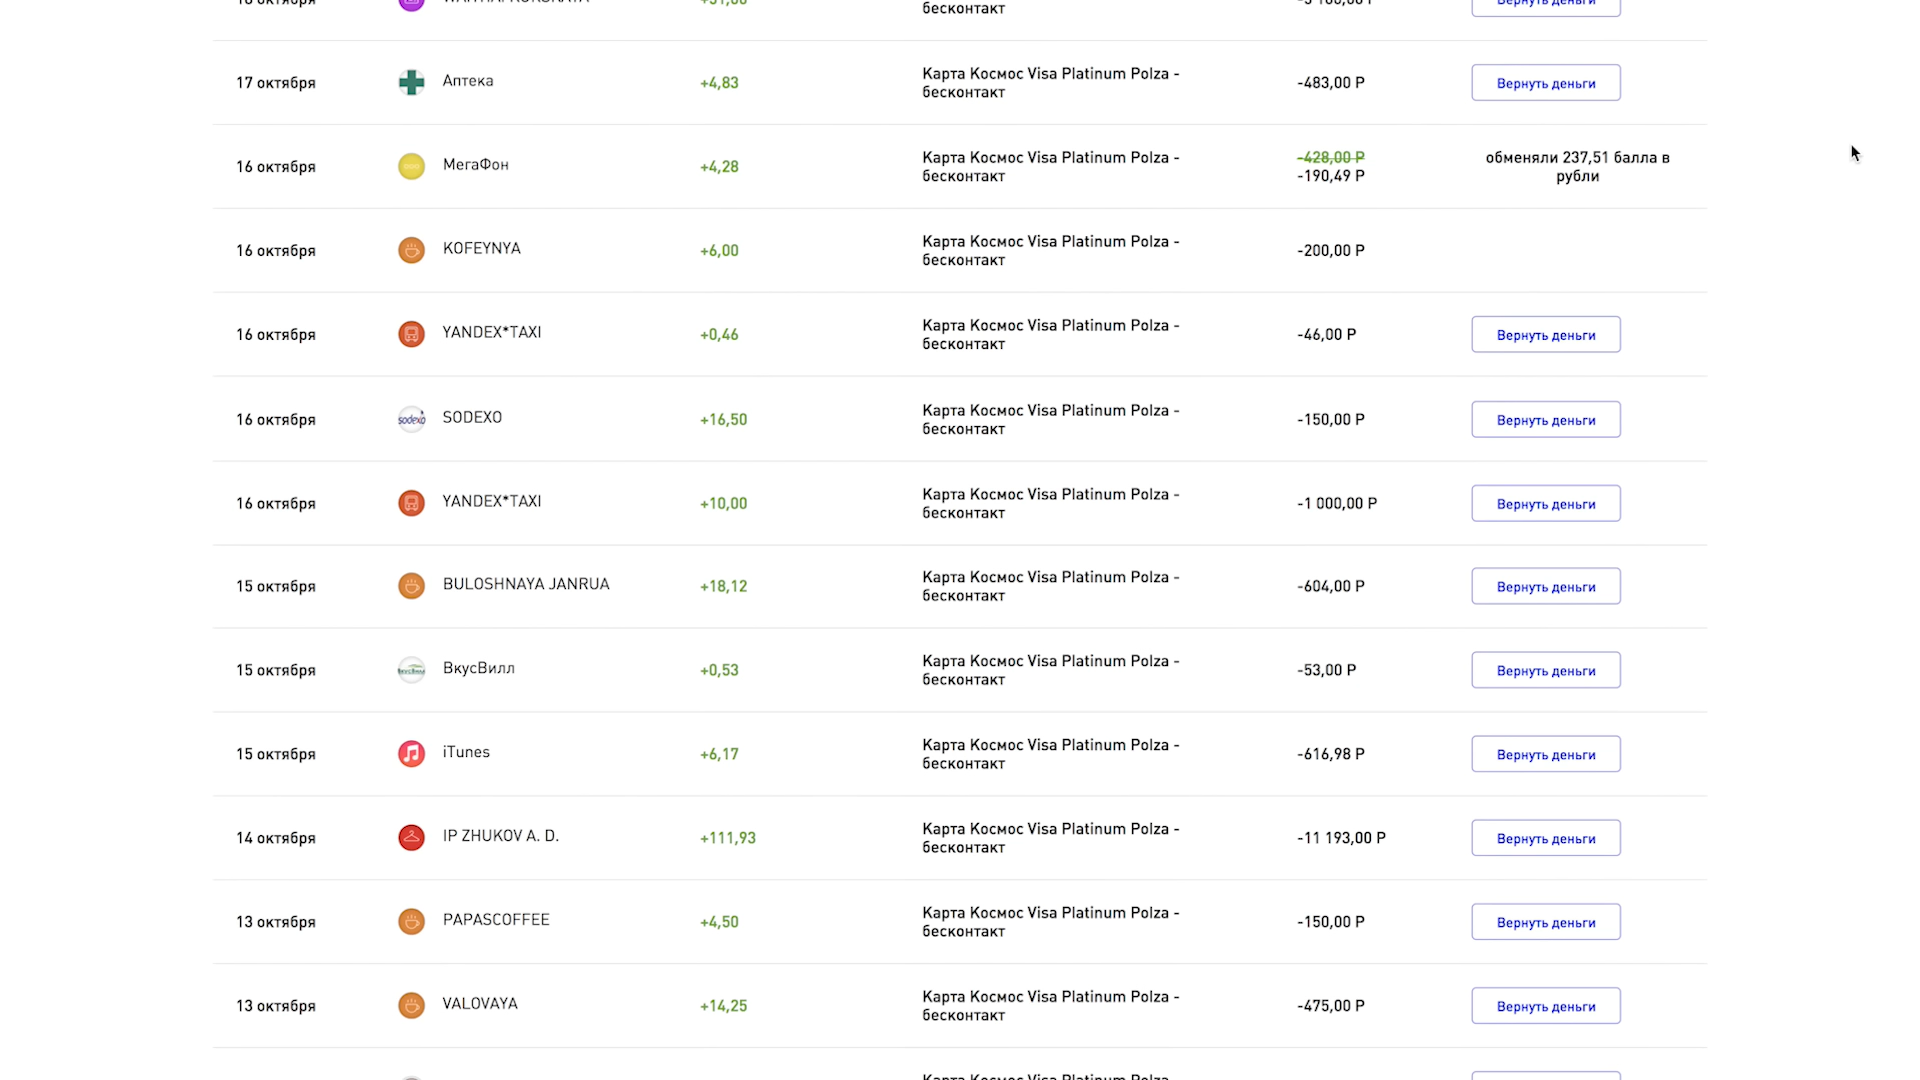 бесконтакт
17 октября Аптека +4,83 Карта Космос Visa Platinum Polza - -483,00 Р Вернуть деньги
бесконтакт
16 октября МегаФон +4,28 Карта Космос Visa Platinum Polza - -428,00 Р обменяли 237,51 балла в
бесконтакт -190,49 Р рубли
16 октября KOFEYNYA +6,00 Карта Космос Visa Platinum Polza - -200,00 Р
бесконтакт
16 октября YANDEX*TAXI +0,46 Карта Космос Visa Platinum Polza - -46,00 Р Вернуть деньги
бесконтакт
16 октября sodexo SODEXO +16,50 Карта Космос Visa Platinum Polza - -150,00 Р Вернуть деньги
бесконтакт
16 октября YANDEX*TAXI +10,00 Карта Космос Visa Platinum Polza - -1 000,00 Р Вернуть деньги
бесконтакт
15 октября BULOSHNAYA JANRUA +18,12 Карта Космос Visa Platinum Polza - -604,00 Р Вернуть деньги
бесконтакт
15 октября ВкусВилл +0,53 Карта Космос Visa Platinum Polza - -53,00 Р Вернуть деньги
бесконтакт
15 октября iTunes +6,17 Карта Космос Visa Platinum Polza - -616,98 Р Вернуть деньги
бесконтакт
14 октября IP ZHUKOV A. D. +111,93 Карта Космос Visa Platinum Polza - -11 193,00 Р Вернуть деньги
бесконтакт
13 октября PAPASCOFFEE +4,50 Карта Космос Visa Platinum Polza - -150,00 Р Вернуть деньги
бесконтакт
13 октября VALOVAYA +14,25 Карта Космос Visa Platinum Polza - -475,00 Р Вернуть деньги
бесконтакт
Карта Космос Visa Platinum Polza -